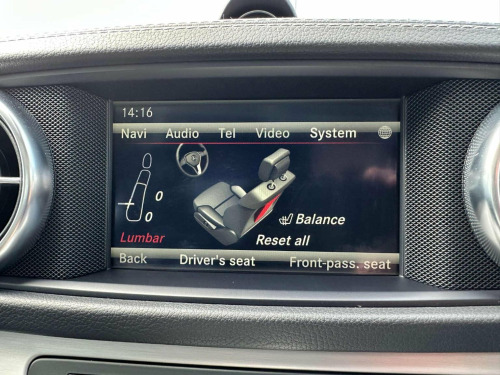 14:16
Navi Audio Tel Video System
0
0
Balance
Lumbar Reset all
Back Driver's seat Front-pass. seat